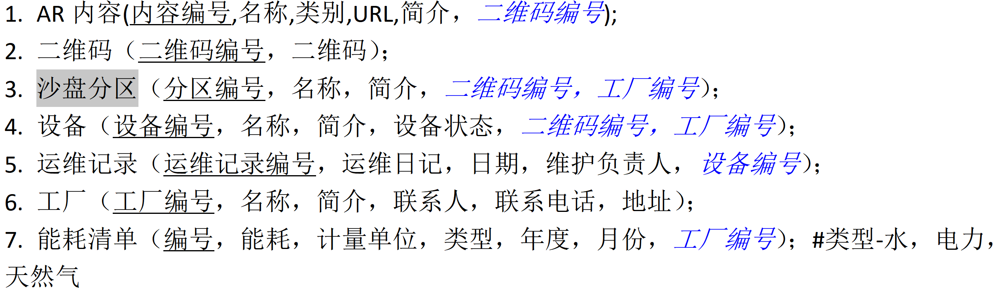 1. AR 内容(内容编号,名称,类别,URL,简介，二维码编号);
2. 二维码（二维码编号，二维码）；
3. 沙盘分区（分区编号，名称，简介，二维码编号，工厂编号）；
4. 设备（设备编号，名称，简介，设备状态，二维码编号，工厂编号）；
5. 运维记录（运维记录编号，运维日记，日期，维护负责人，设备编号）；
6. 工厂（工厂编号，名称，简介，联系人，联系电话，地址）；
7. 能耗清单（编号，能耗，计量单位，类型，年度，月份，工厂编号）；#类型-水，电力，
天然气